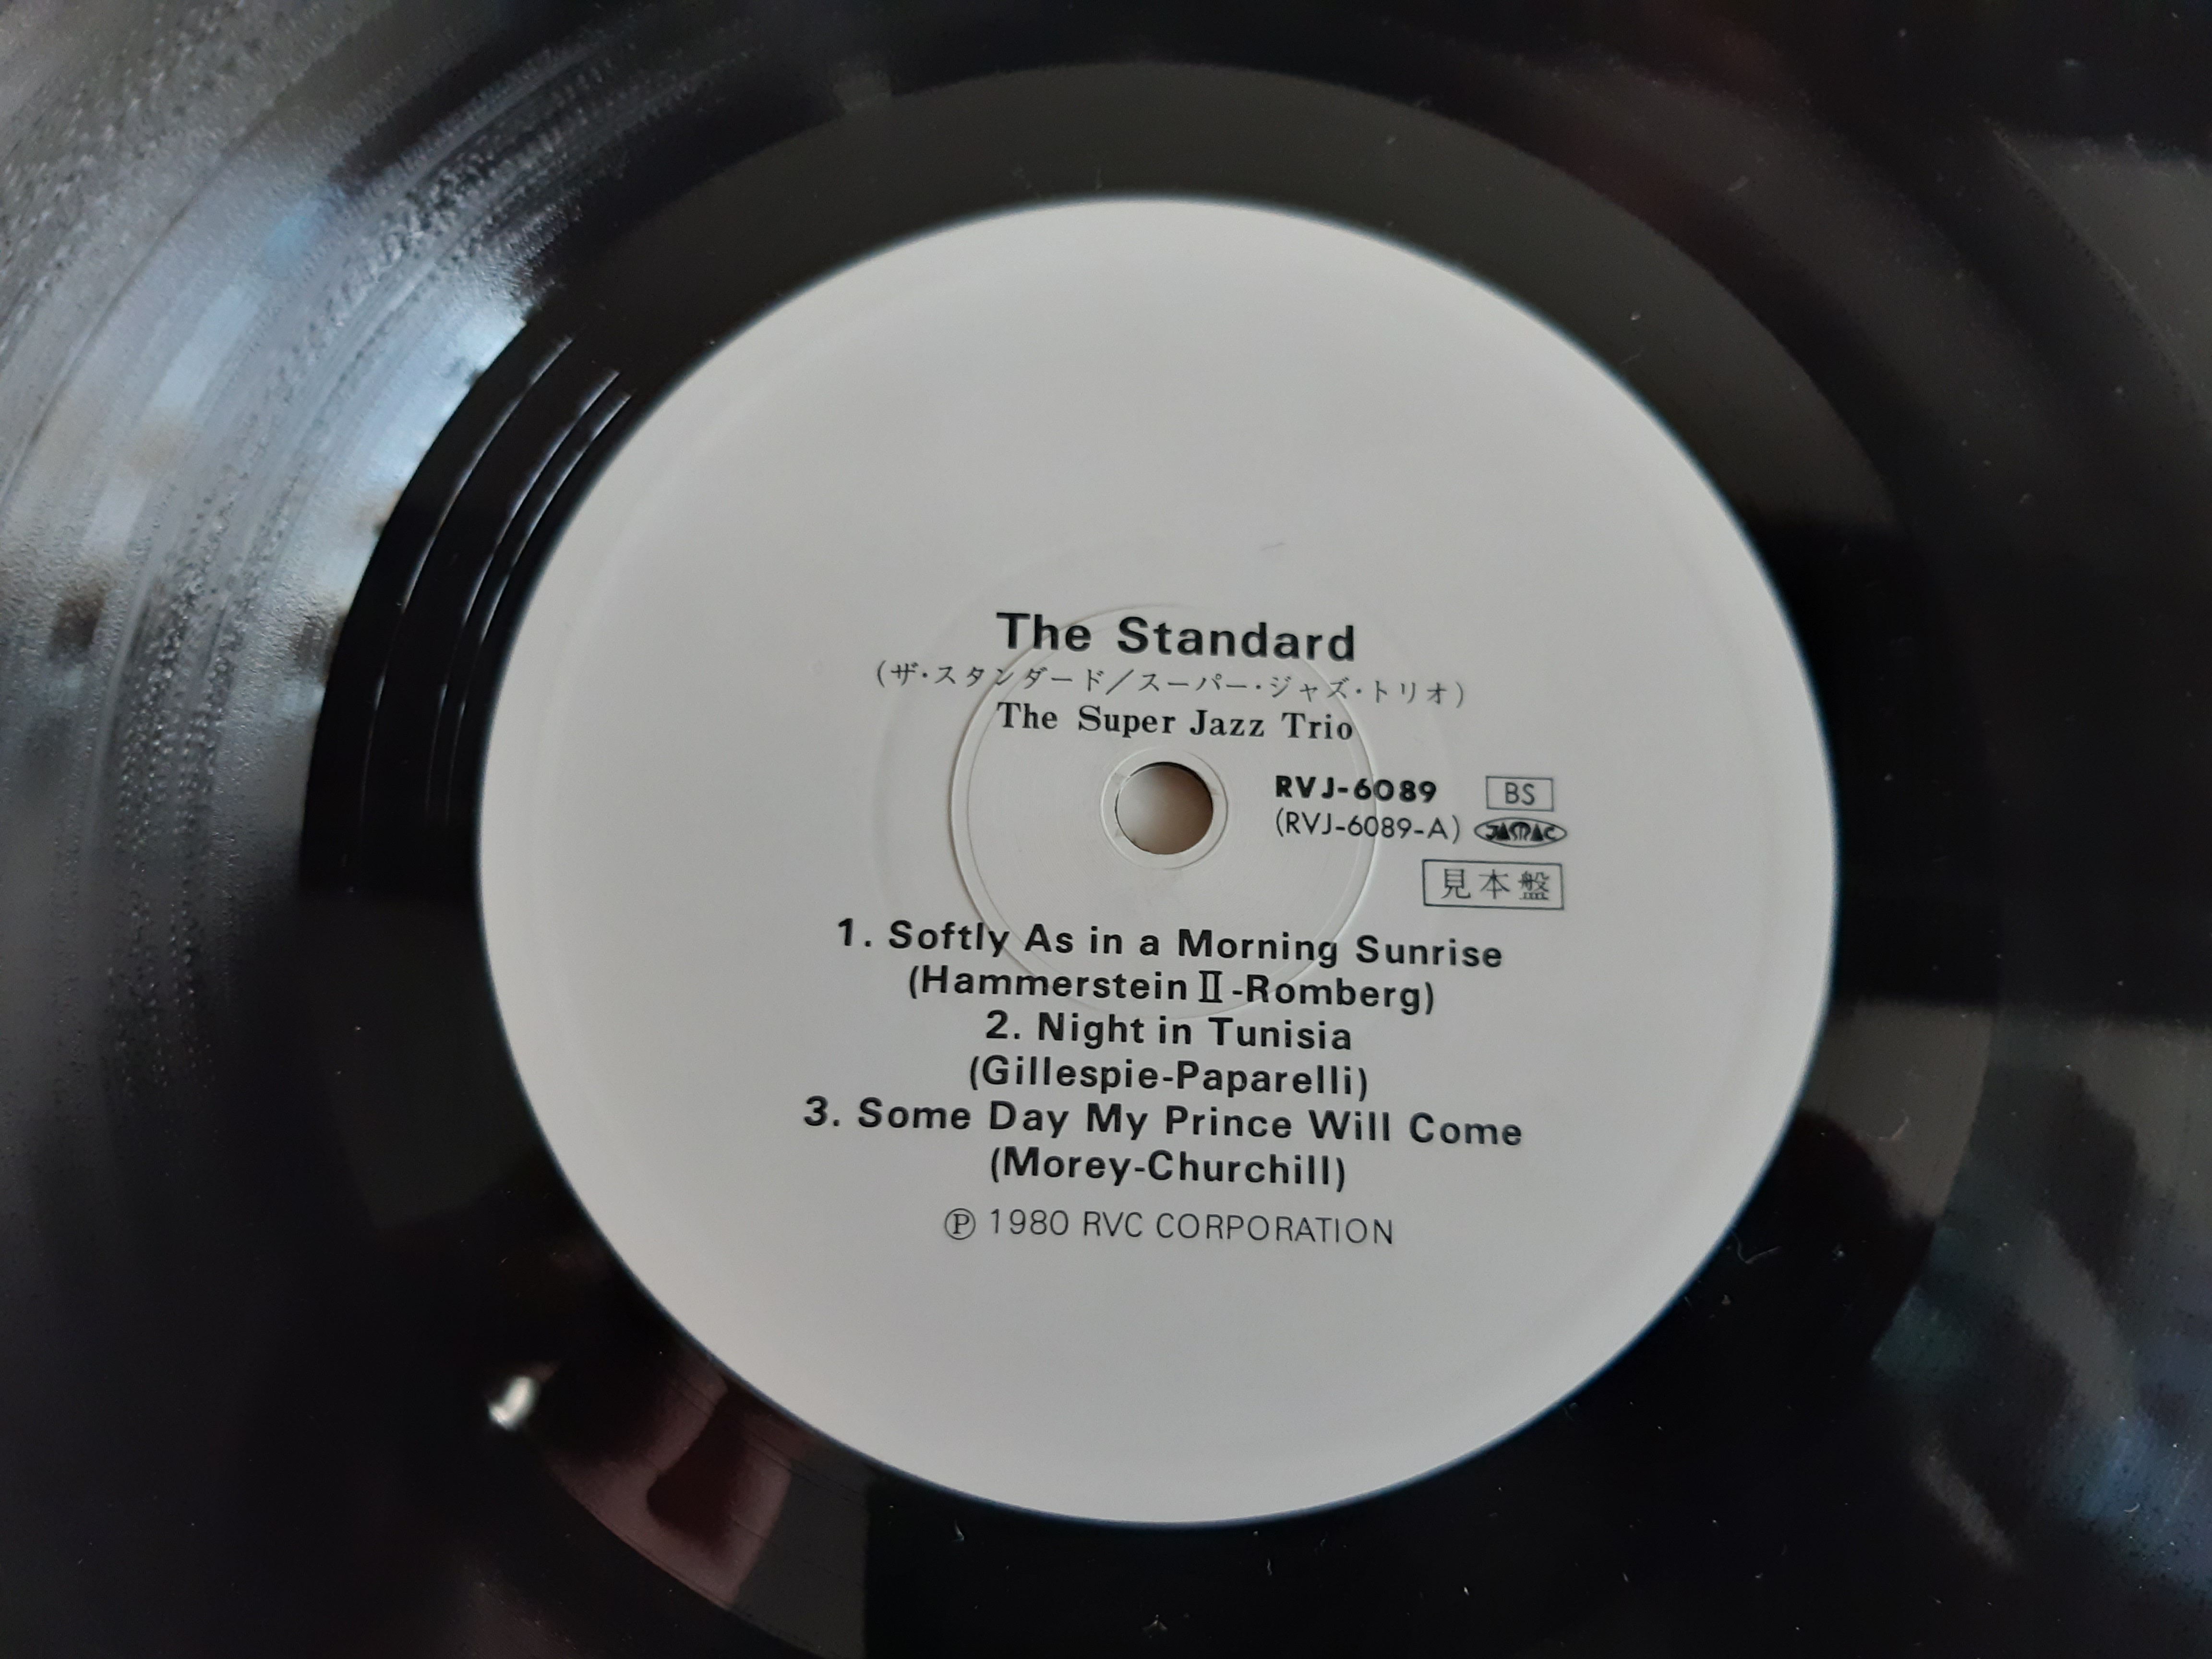 The Standard
(ザ・スタンダード／スーパー・ジャズ・トリオ)
The Super Jazz Trio
RVJ-6089 BS
(RVJ-6089-A) JASRAC
見本盤
1. Softly As in a Morning Sunrise
(Hammerstein II-Romberg)
2. Night in Tunisia
(Gillespie-Paparelli)
3. Some Day My Prince Will Come
(Morey-Churchill)
Ⓟ 1980 RVC CORPORATION